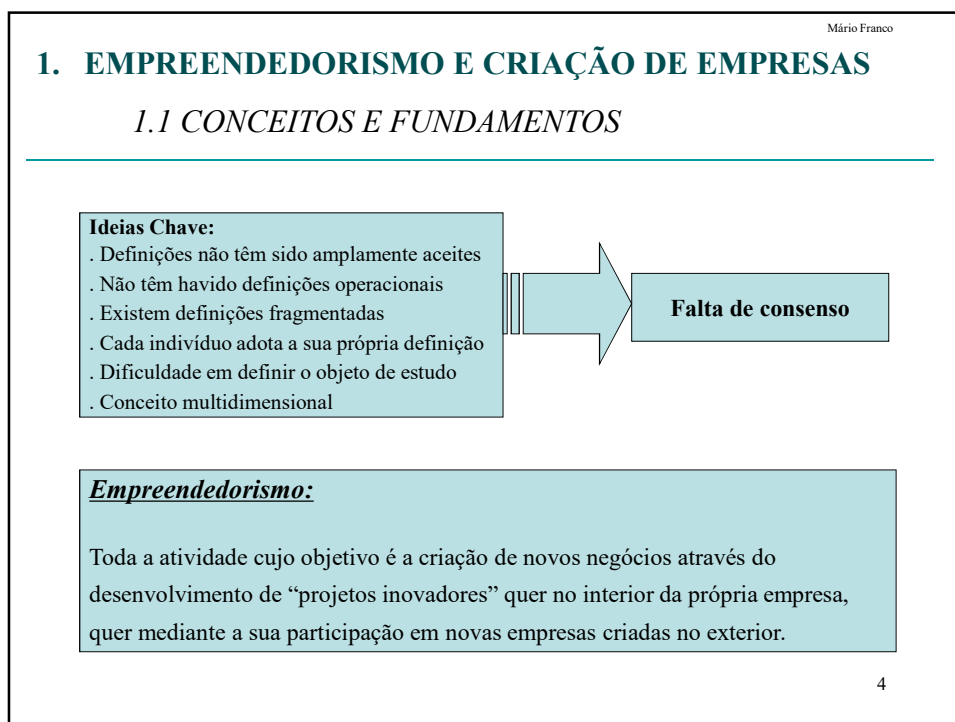 Mário Franco
1. EMPREENDEDORISMO E CRIAÇÃO DE EMPRESAS
1.1 CONCEITOS E FUNDAMENTOS
Ideias Chave:
. Definições não têm sido amplamente aceites
. Não têm havido definições operacionais
. Existem definições fragmentadas
. Cada indivíduo adota a sua própria definição
. Dificuldade em definir o objeto de estudo
. Conceito multidimensional
Falta de consenso
Empreendedorismo:
Toda a atividade cujo objetivo é a criação de novos negócios através do
desenvolvimento de “projetos inovadores” quer no interior da própria empresa,
quer mediante a sua participação em novas empresas criadas no exterior.
4